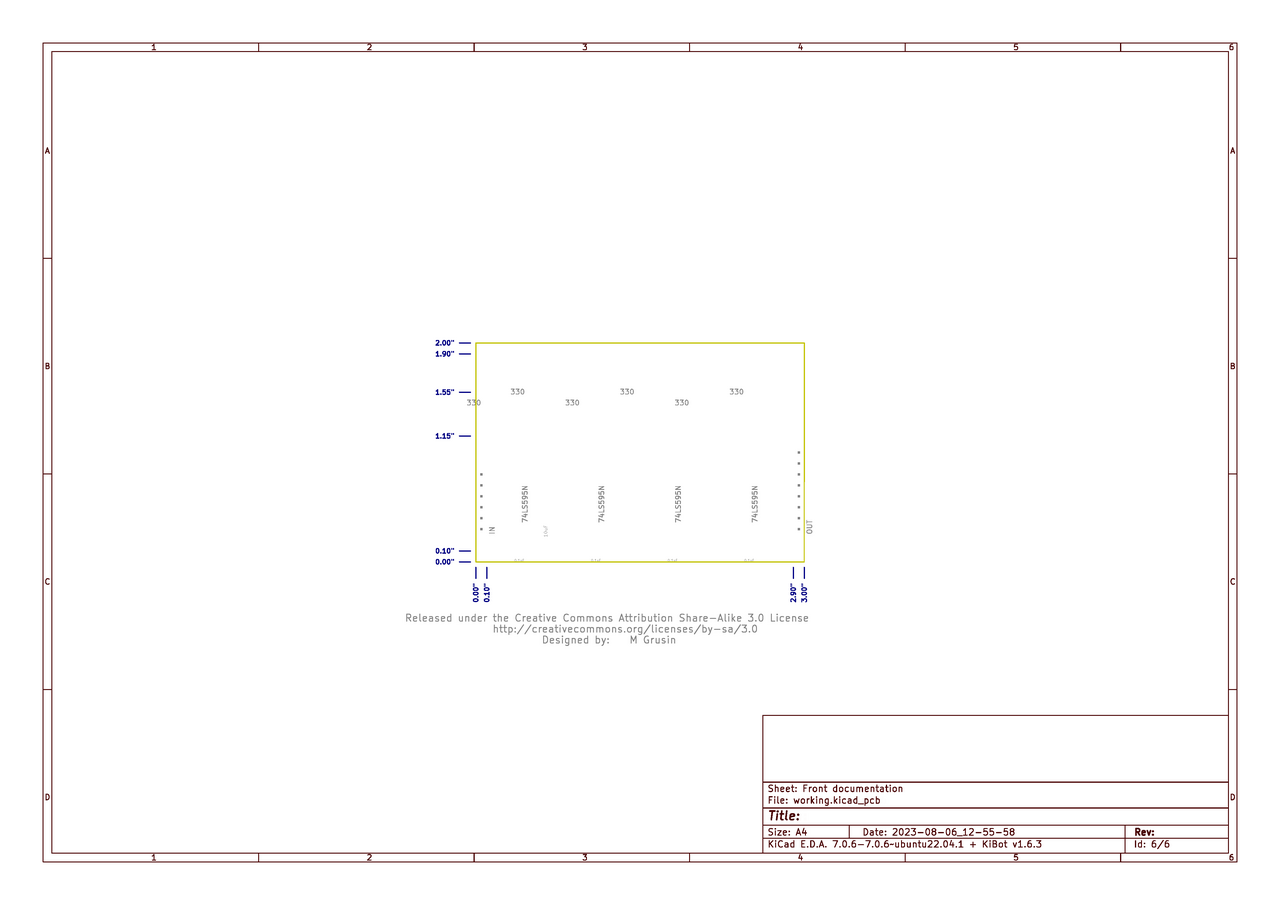 1 2 3 4 5 6
A A
2.00"
1.90"
B B
1.55" 330 330 330
330 330 330
1.15"
74LS595N 74LS595N 74LS595N 74LS595N
IN OUT
0.10"
0.00"
C C
0.00" 0.10" 2.90" 3.00"
Released under the Creative Commons Attribution Share-Alike 3.0 License
http://creativecommons.org/licenses/by-sa/3.0
Designed by: M Grusin
Sheet: Front documentation
D D
File: working.kicad_pcb
Title:
Size: A4 Date: 2023-08-06_12-55-58 Rev:
KiCad E.D.A. 7.0.6-7.0.6~ubuntu22.04.1 + KiBot v1.6.3 Id: 6/6
1 2 3 4 5 6